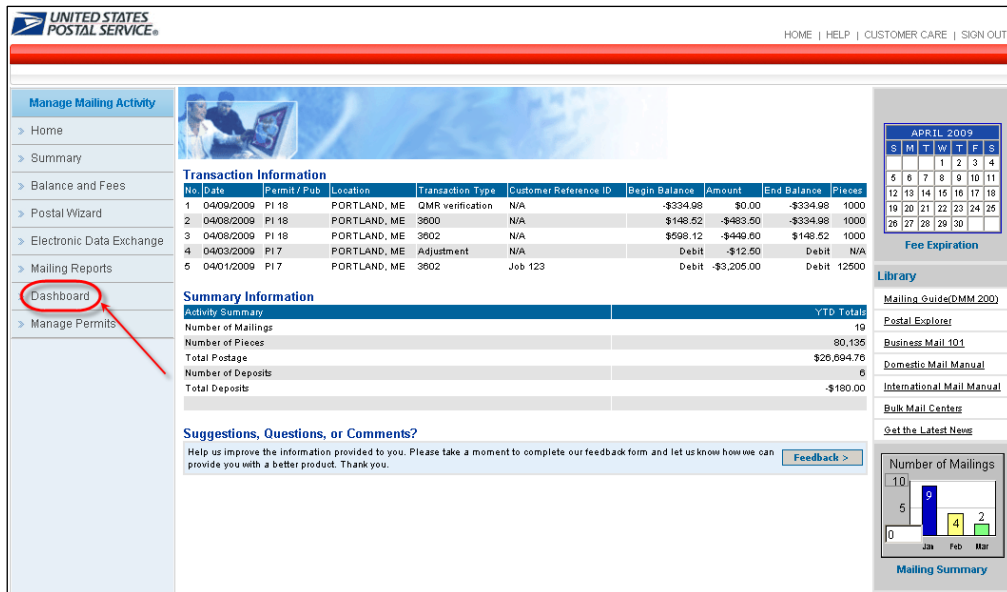 UNITED STATES
POSTAL SERVICE®
HOME | HELP | CUSTOMER CARE | SIGN OUT
Manage Mailing Activity
» Home
» Summary
» Balance and Fees
» Postal Wizard
» Electronic Data Exchange
» Mailing Reports
» Dashboard
» Manage Permits
Transaction Information
No. Date Permit / Pub Location Transaction Type Customer Reference ID Begin Balance Amount End Balance Pieces
1 04/09/2009 PI 18 PORTLAND, ME QMR verification N/A -$334.98 $0.00 -$334.98 1000
2 04/08/2009 PI 18 PORTLAND, ME 3600 N/A $148.52 -$483.50 -$334.98 1000
3 04/08/2009 PI 18 PORTLAND, ME 3602 N/A $598.12 -$449.60 $148.52 1000
4 04/03/2009 PI 7 PORTLAND, ME Adjustment N/A Debit -$12.50 Debit N/A
5 04/01/2009 PI 7 PORTLAND, ME 3602 Job 123 Debit -$3,205.00 Debit 12500
Summary Information
Activity Summary YTD Totals
Number of Mailings 19
Number of Pieces 80,135
Total Postage $26,694.76
Number of Deposits 6
Total Deposits -$180.00
Suggestions, Questions, or Comments?
Help us improve the information provided to you. Please take a moment to complete our feedback form and let us know how we can
provide you with a better product. Thank you.
Feedback >
APRIL 2009
S M T W T F S
1 2 3 4
5 6 7 8 9 10 11
12 13 14 15 16 17 18
19 20 21 22 23 24 25
26 27 28 29 30
Fee Expiration
Library
Mailing Guide(DMM 200)
Postal Explorer
Business Mail 101
Domestic Mail Manual
International Mail Manual
Bulk Mail Centers
Get the Latest News
Number of Mailings
10
5
0
9
4
2
Jan Feb Mar
Mailing Summary